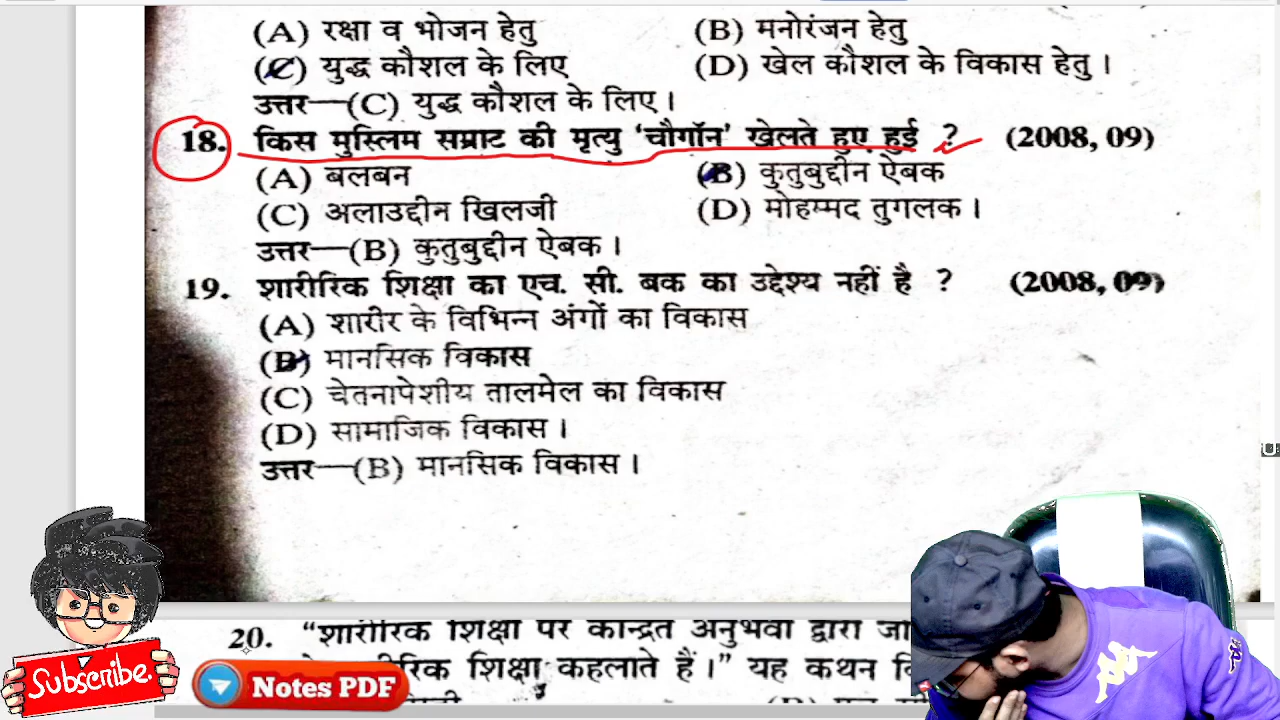 (A) रक्षा व भोजन हेतु (B) मनोरंजन हेतु
(C) युद्ध कौशल के लिए (D) खेल कौशल के विकास हेतु।
उत्तर—(C) युद्ध कौशल के लिए।
18. किस मुस्लिम सम्राट की मृत्यु 'चौगॉन' खेलते हुए हुई ? (2008, 09)
(A) बलबन (B) कुतुबुद्दीन ऐबक
(C) अलाउद्दीन खिलजी (D) मोहम्मद तुगलक।
उत्तर—(B) कुतुबुद्दीन ऐबक।
19. शारीरिक शिक्षा का एच. सी. बक का उद्देश्य नहीं है ? (2008, 09)
(A) शारीर के विभिन्न अंगों का विकास
(B) मानसिक विकास
(C) चेतनापेशीय तालमेल का विकास
(D) सामाजिक विकास।
उत्तर—(B) मानसिक विकास।
20. "शारीरिक शिक्षा पर केन्द्रित अनुभवों द्वारा
शिक्षा कहलाते हैं।" यह कथन
Subscribe.
Notes PDF